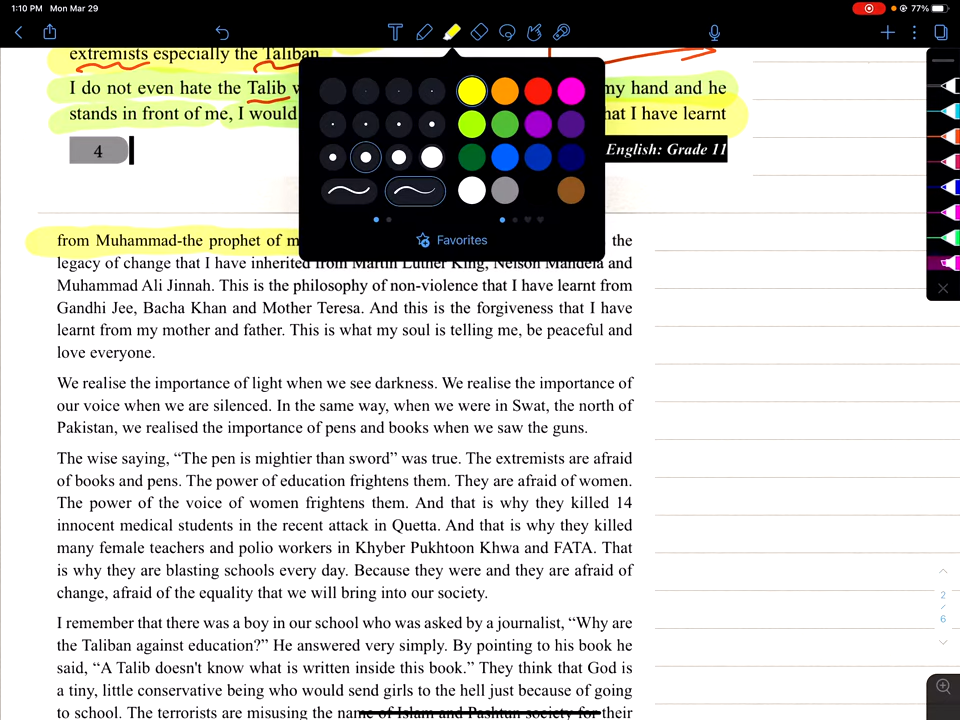 1:10 PM Mon 29
77%
extremists especially the Taliban.
I do not even hate the Talib
my hand and he
stands in front of me, I would
that I have learnt
4
English: Grade 11
from Muhammad-the prophet of
the
legacy of change that I have inherited from Martin Luther King, Nelson Mandela and
Muhammad Ali Jinnah. This is the philosophy of non-violence that I have learnt from
Gandhi Jee, Bacha Khan and Mother Teresa. And this is the forgiveness that I have
learnt from my mother and father. This is what my soul is telling me, be peaceful and
love everyone.
We realise the importance of light when we see darkness. We realise the importance of
our voice when we are silenced. In the same way, when we were in Swat, the north of
Pakistan, we realised the importance of pens and books when we saw the guns.
The wise saying, “The pen is mightier than sword” was true. The extremists are afraid
of books and pens. The power of education frightens them. They are afraid of women.
The power of the voice of women frightens them. And that is why they killed 14
innocent medical students in the recent attack in Quetta. And that is why they killed
many female teachers and polio workers in Khyber Pukhtoon Khwa and FATA. That
is why they are blasting schools every day. Because they were and they are afraid of
change, afraid of the equality that we will bring into our society.
I remember that there was a boy in our school who was asked by a journalist, “Why are
the Taliban against education?” He answered very simply. By pointing to his book he
said, “A Talib doesn't know what is written inside this book.” They think that God is
a tiny, little conservative being who would send girls to the hell just because of going
to school. The terrorists are misusing the name of Islam and Pashtun society for their
Favorites
2
/
6